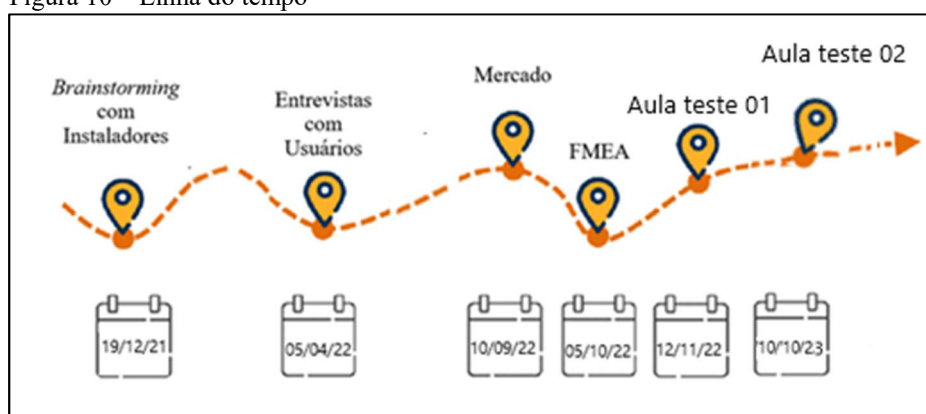 Figura 10 – Linha do tempo
Brainstorming
com
Instaladores
Entrevistas
com
Usuários
Mercado
FMEA
Aula teste 01
Aula teste 02
19/12/21
05/04/22
10/09/22
05/10/22
12/11/22
10/10/23